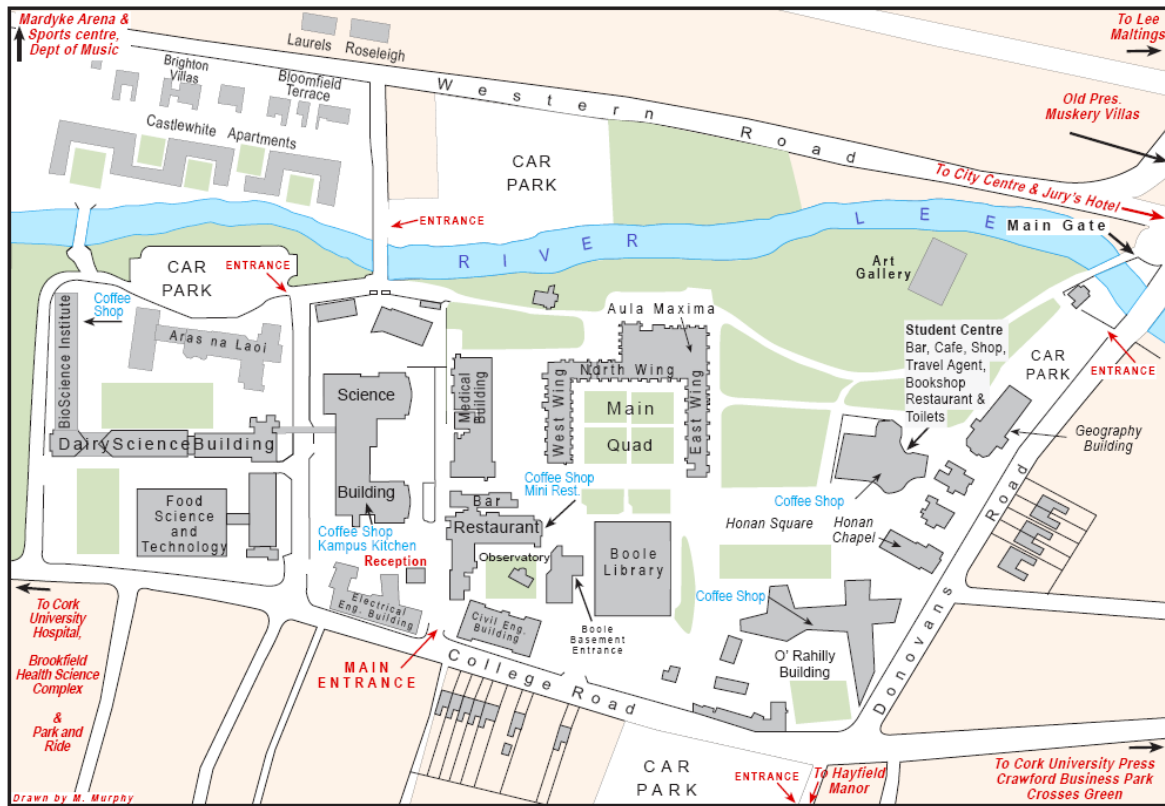 Mardyke Arena &
Sports centre,
Dept of Music
Laurels
Roseleigh
To Lee
Maltings
Brighton
Villas
Bloomfield
Terrace
Western Road
Old Pres.
Muskery Villas
Castlewhite Apartments
CAR
PARK
To City Centre & Jury's Hotel
ENTRANCE
RIVER LEE
Main Gate
CAR
PARK
ENTRANCE
Art
Gallery
Coffee
Shop
BioScience Institute
Aras na Laoi
Aula Maxima
Student Centre
Bar, Cafe, Shop,
Travel Agent,
Bookshop
Restaurant &
Toilets
CAR
PARK
ENTRANCE
Science
Building
Medical
Building
West Wing
North Wing
East Wing
Main
Quad
Geography
Building
DairyScienceBuilding
Coffee Shop
Mini Rest.
Coffee Shop
Food
Science
and
Technology
Bar
Restaurant
Coffee Shop
Kampus Kitchen
Reception
Observatory
Boole
Library
Honan Square
Honan
Chapel
Electrical
Eng. Building
Civil Eng.
Building
Boole
Basement
Entrance
Coffee Shop
O' Rahilly
Building
Donovans Road
To Cork
University
Hospital,
Brookfield
Health Science
Complex
&
Park and
Ride
MAIN
ENTRANCE
College Road
CAR
PARK
ENTRANCE
To Hayfield
Manor
To Cork University Press
Crawford Business Park
Crosses Green
Drawn by M. Murphy